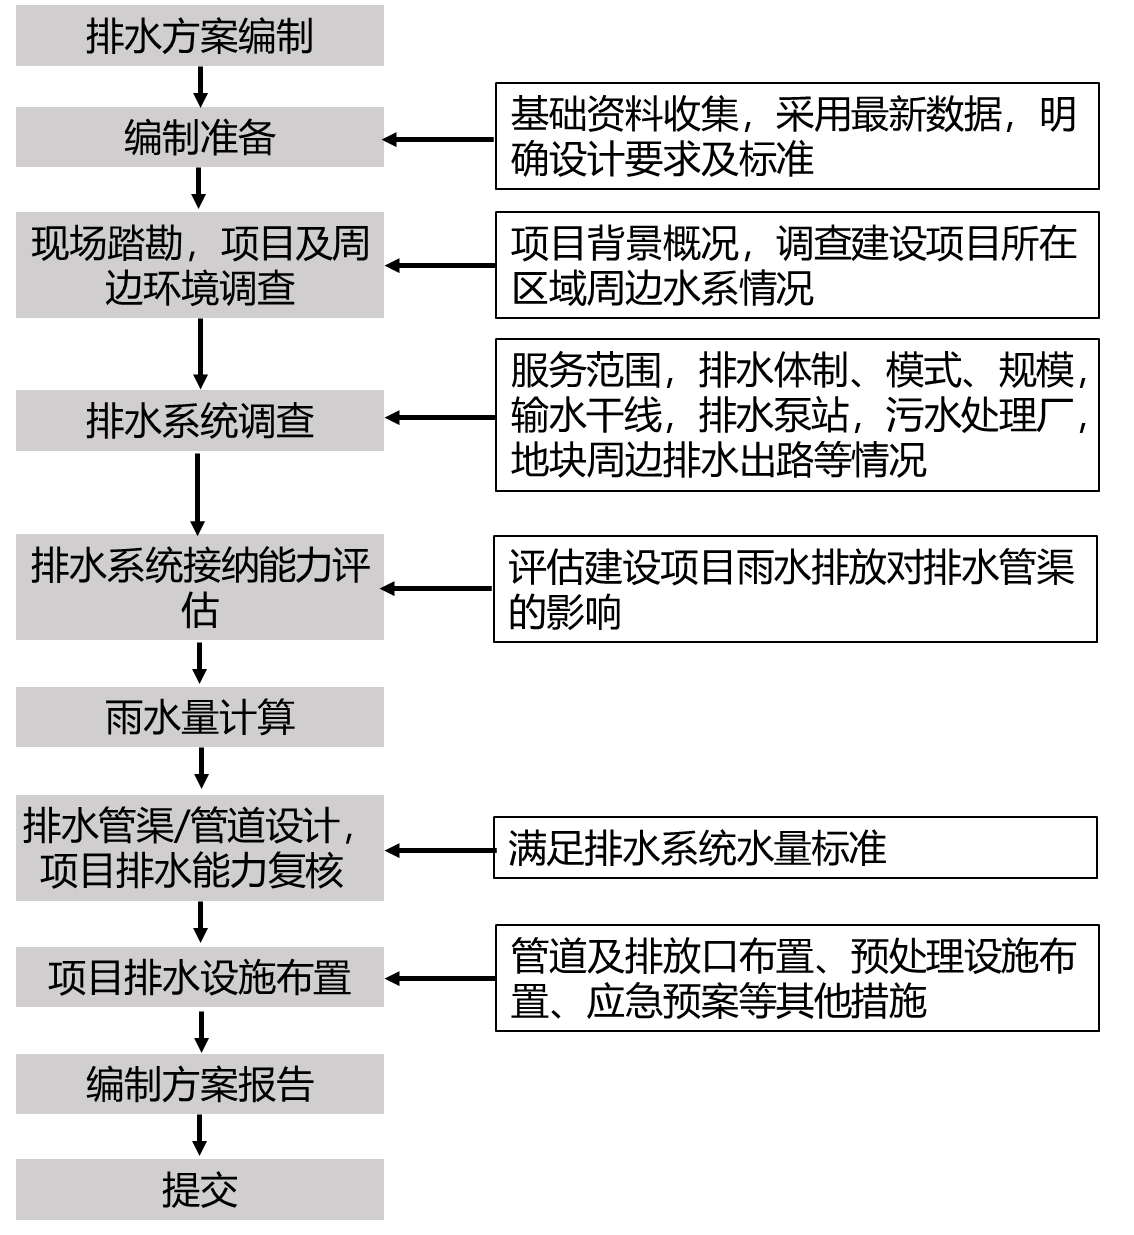 排水方案编制
编制准备
基础资料收集，采用最新数据，明
确设计要求及标准
现场踏勘，项目及周
边环境调查
项目背景概况，调查建设项目所在
区域周边水系情况
排水系统调查
服务范围，排水体制、模式、规模，
输水干线，排水泵站，污水处理厂，
地块周边排水出路等情况
排水系统接纳能力评
估
评估建设项目雨水排放对排水管渠
的影响
雨水量计算
排水管渠/管道设计，
项目排水能力复核
满足排水系统水量标准
项目排水设施布置
管道及排放口布置、预处理设施布
置、应急预案等其他措施
编制方案报告
提交